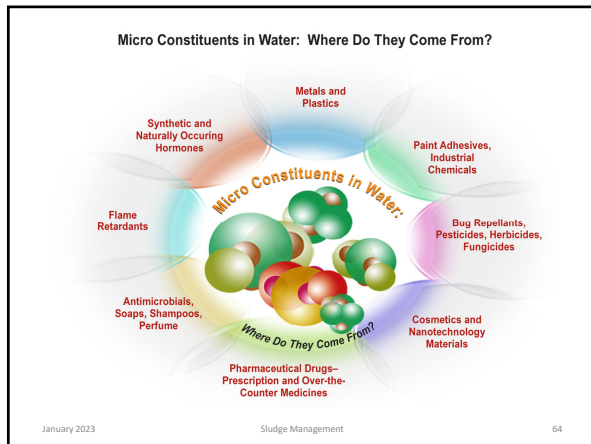 Micro Constituents in Water:  Where Do They Come From?
Metals and
Plastics
Synthetic and
Naturally Occuring
Hormones
Paint Adhesives,
Industrial
Chemicals
Micro Constituents in Water:
Flame
Retardants
Bug Repellants,
Pesticides, Herbicides,
Fungicides
Antimicrobials,
Soaps, Shampoos,
Perfume
Where Do They Come From?
Cosmetics and
Nanotechnology
Materials
Pharmaceutical Drugs–
Prescription and Over-the-
Counter Medicines
January 2023
Sludge Management
64